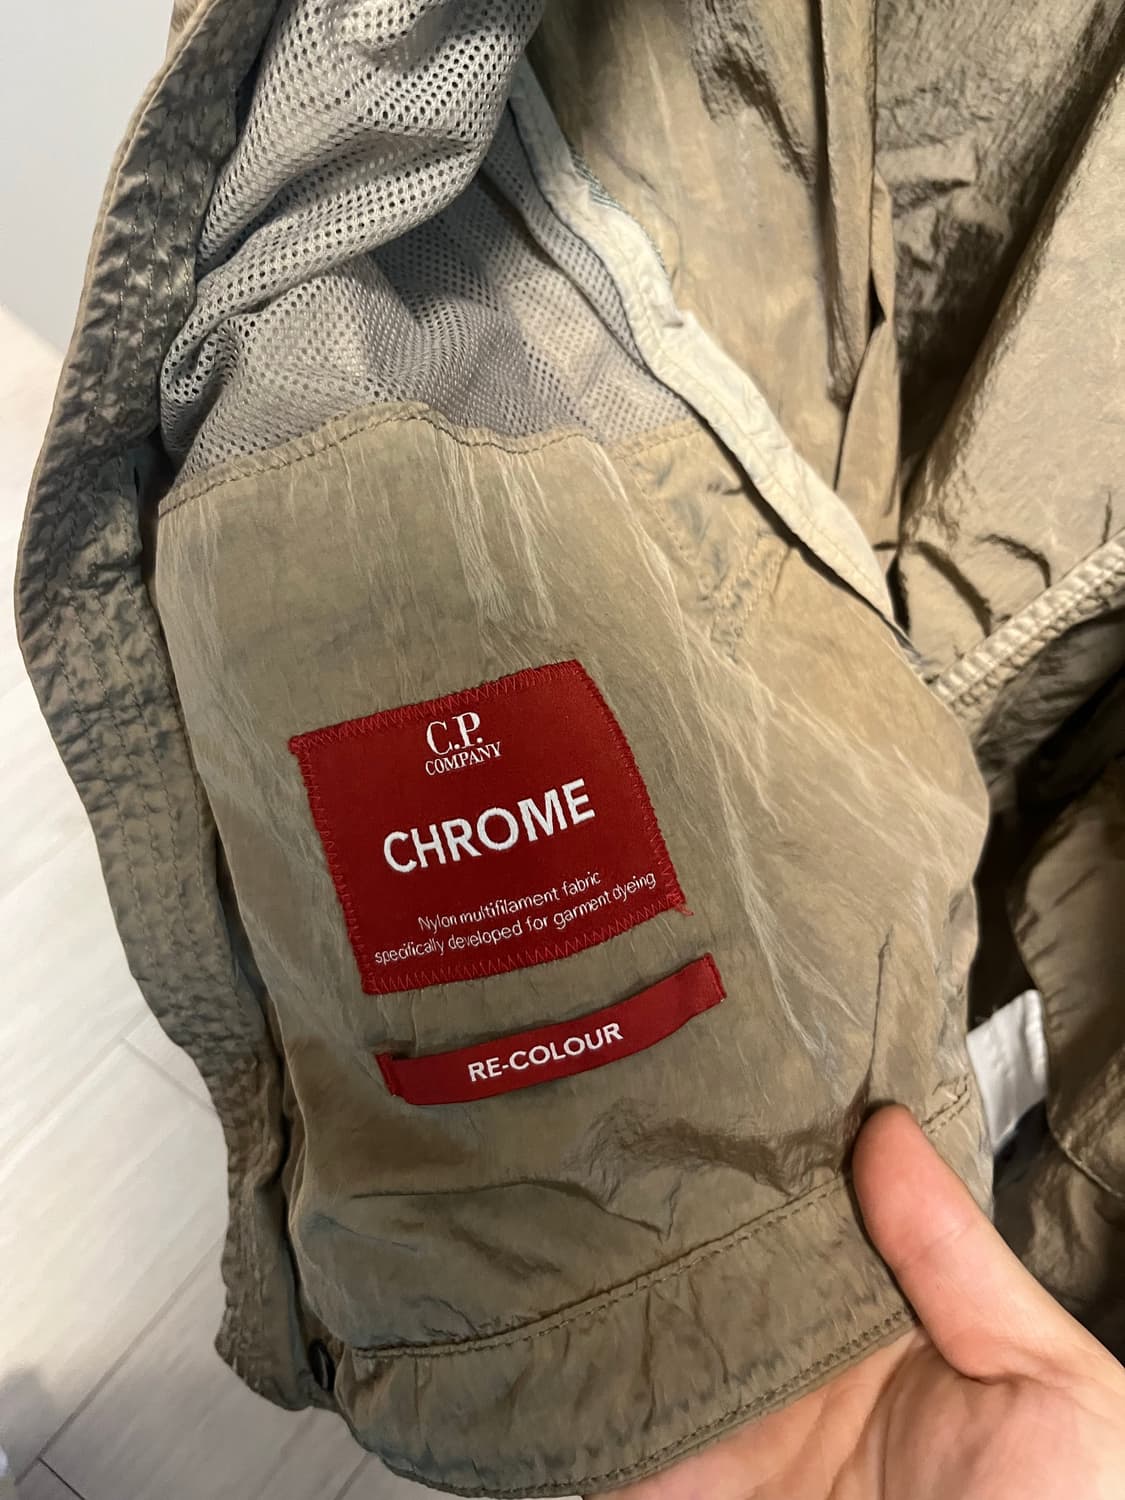 C.P.
COMPANY
CHROME
Nylon multifilament fabric
specifically developed for garment dyeing
RE-COLOUR